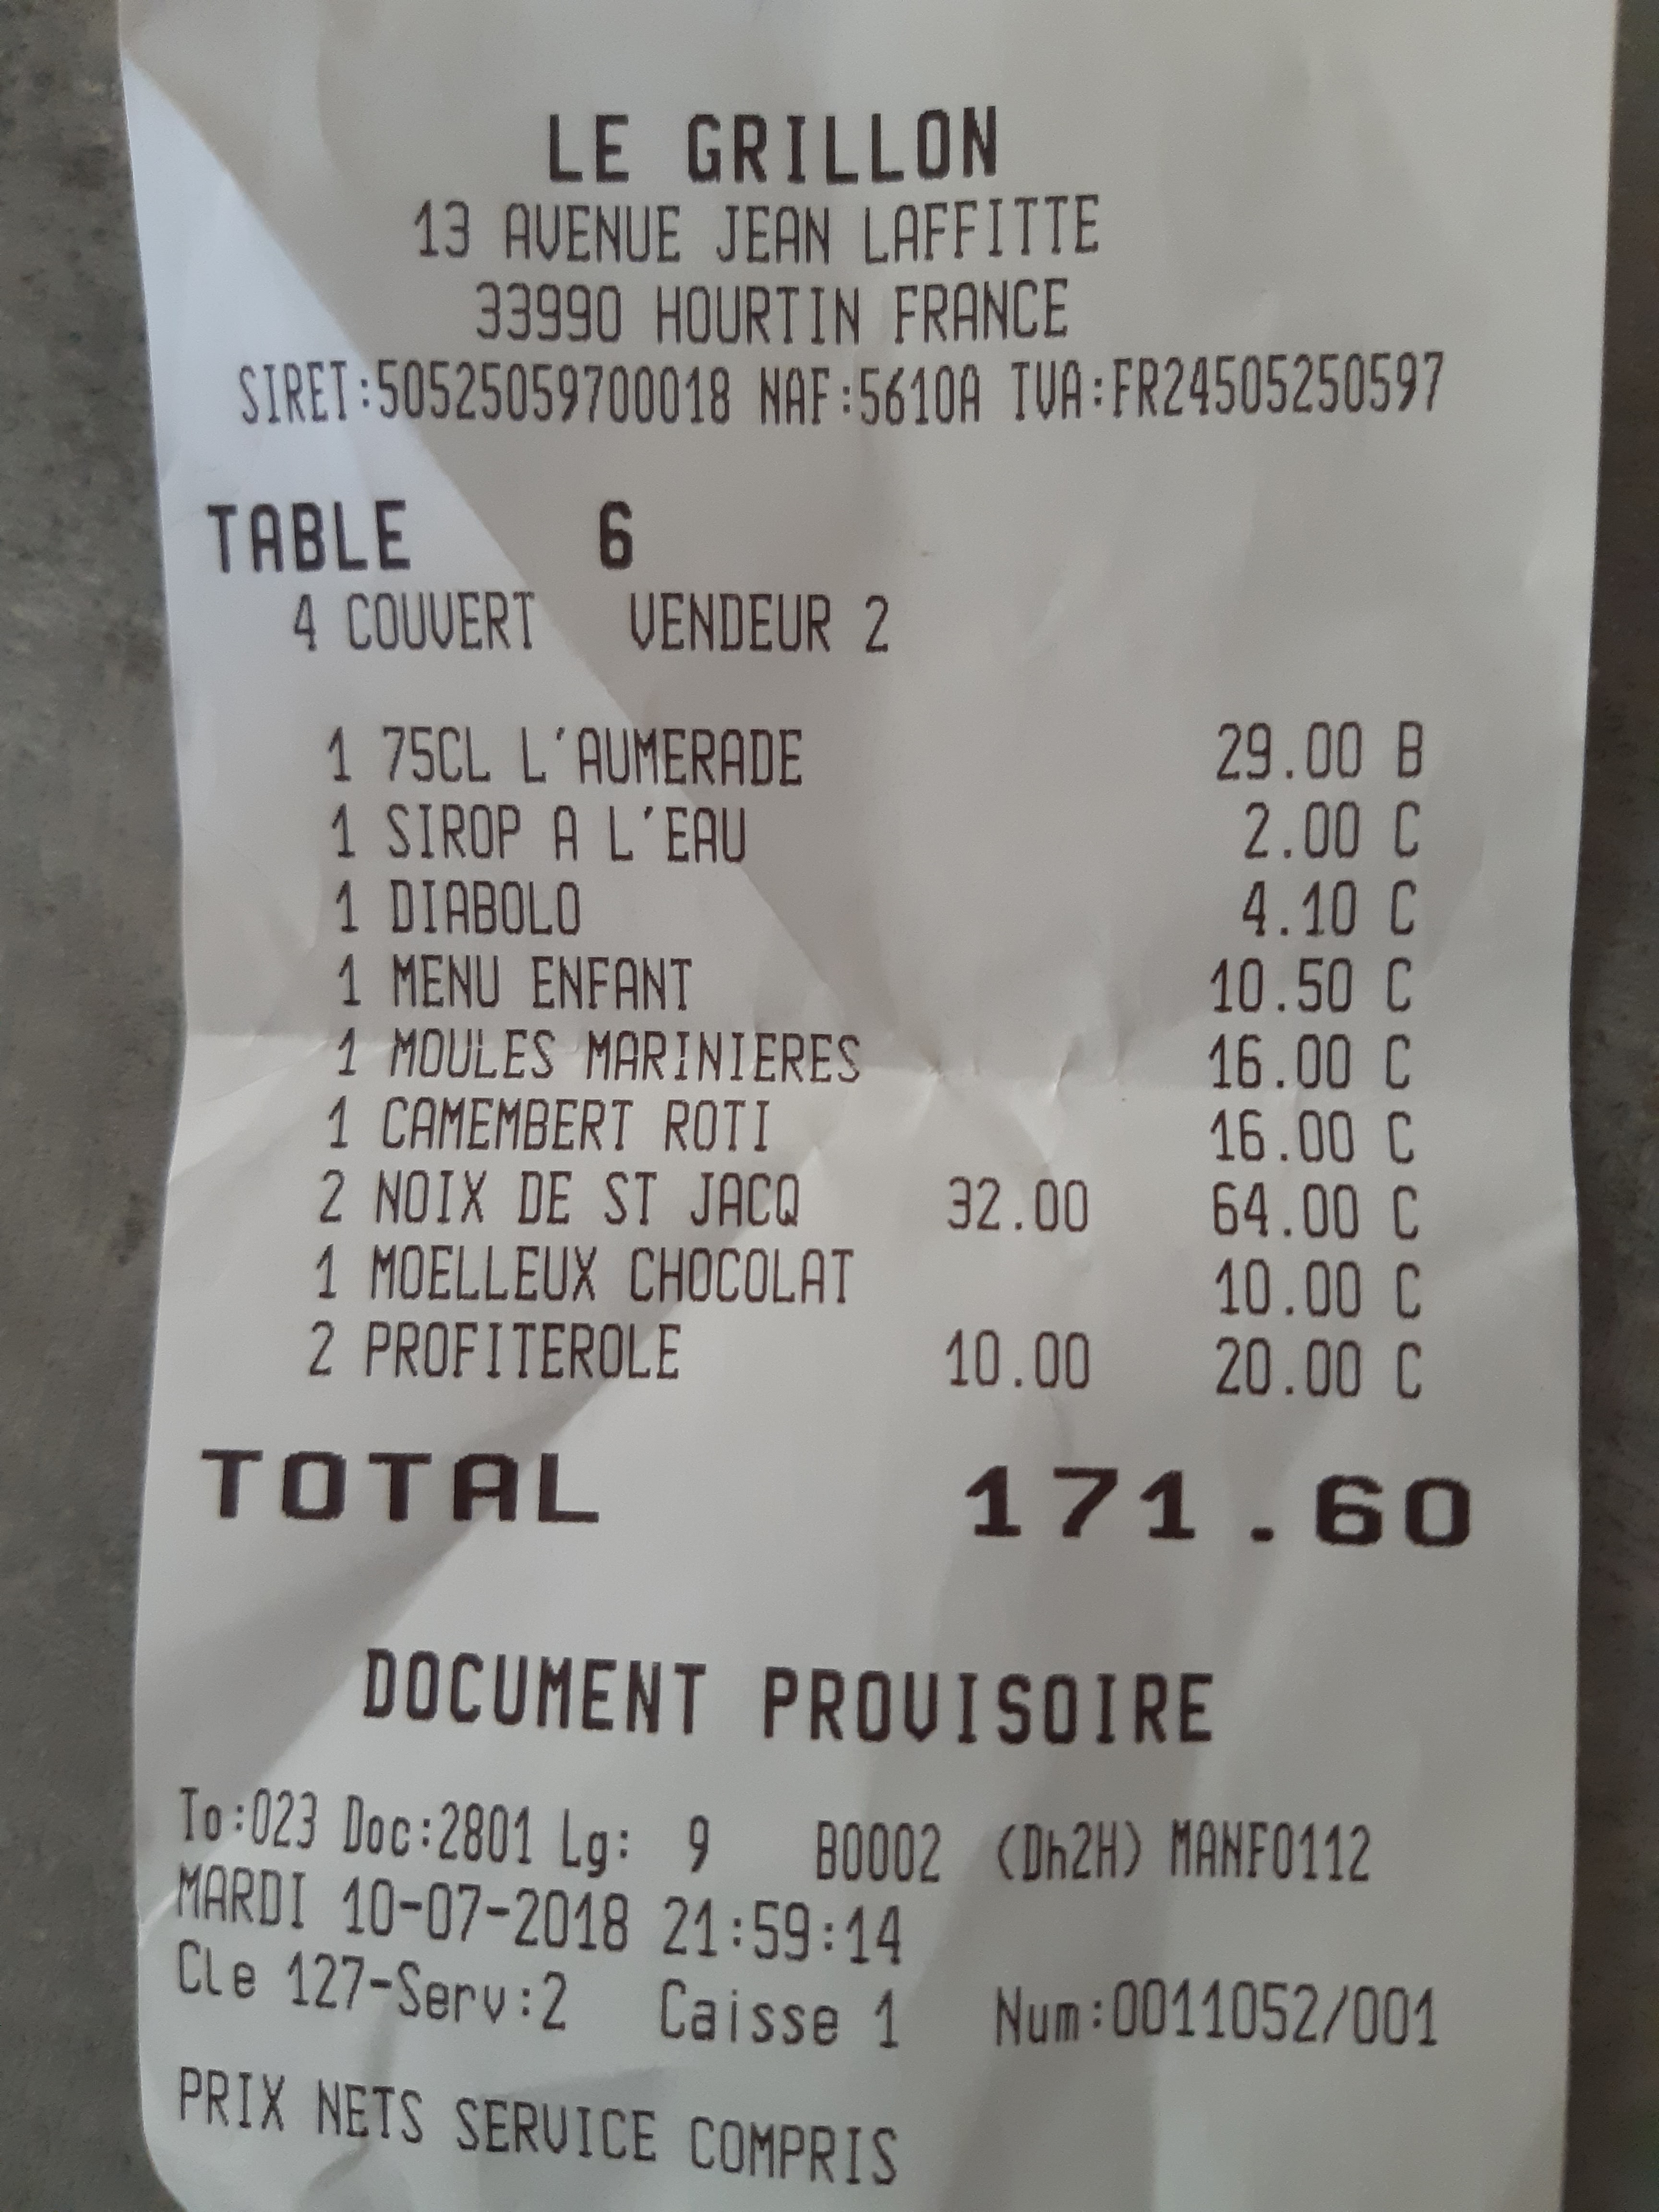 LE GRILLON
13 AVENUE JEAN LAFFITTE
33990 HOURTIN FRANCE
SIRET:50525059700018 NAF:5610A TVA:FR24505250597
TABLE 6
4 COUVERT VENDEUR 2
1 75CL L'AUMERADE 29.00 B
1 SIROP A L'EAU 2.00 C
1 DIABOLO 4.10 C
1 MENU ENFANT 10.50 C
1 MOULES MARINIERES 16.00 C
1 CAMEMBERT ROTI 16.00 C
2 NOIX DE ST JACQ 32.00 64.00 C
1 MOELLEUX CHOCOLAT 10.00 C
2 PROFITEROLE 10.00 20.00 C
TOTAL 171.60
DOCUMENT PROVISOIRE
To:023 Doc:2801 Lg: 9 B0002 (Dh2H) MANF0112
MARDI 10-07-2018 21:59:14
Cle 127-Serv:2 Caisse 1 Num:0011052/001
PRIX NETS SERVICE COMPRIS